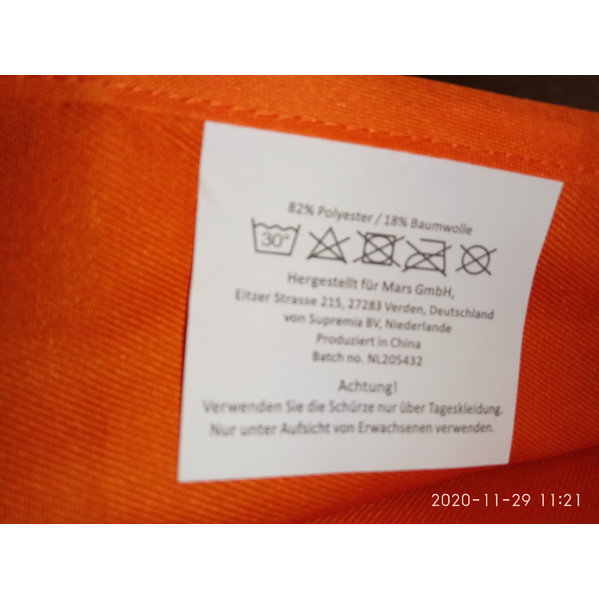 82% Polyester / 18% Baumwolle
30°
Hergestellt für Mars GmbH,
Eitzer Strasse 215, 27283 Verden, Deutschland
von Supremia BV, Niederlande
Produziert in China
Batch no. NL205432
Achtung!
Verwenden Sie die Schürze nur über Tageskleidung.
Nur unter Aufsicht von Erwachsenen verwenden.
2020-11-29 11:21